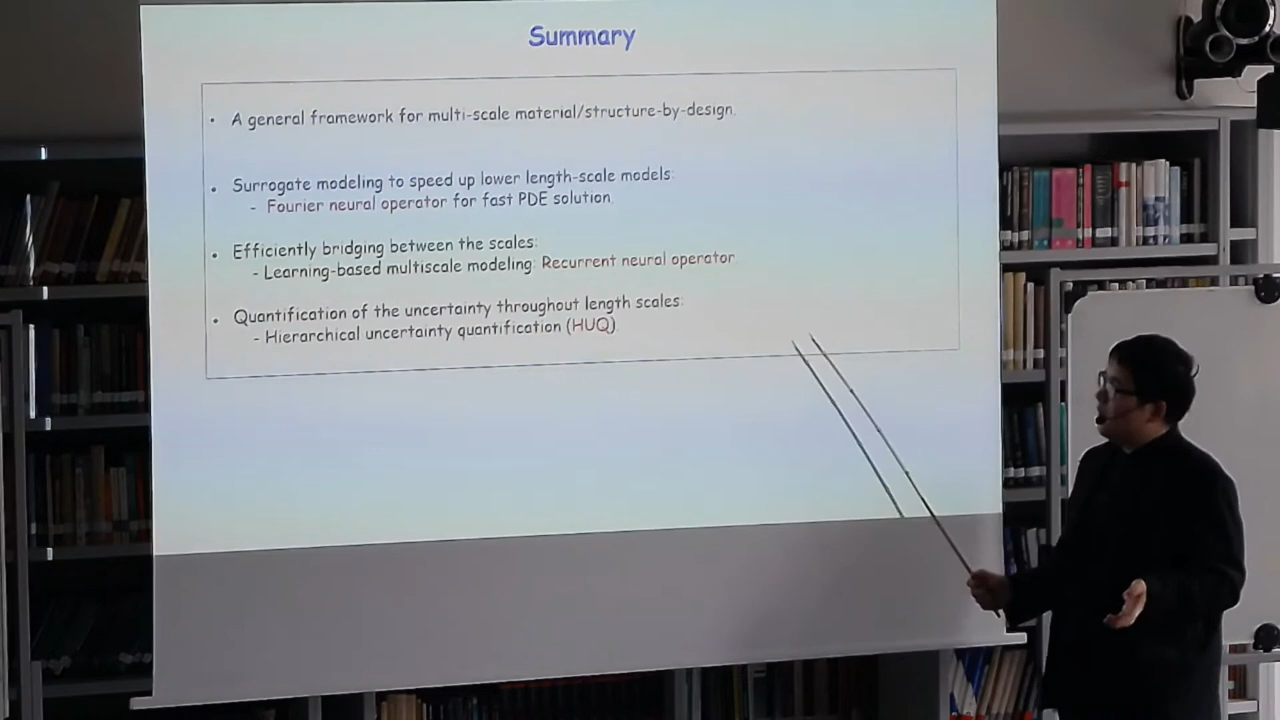 Summary
• A general framework for multi-scale material/structure-by-design.
• Surrogate modeling to speed up lower length-scale models:
- Fourier neural operator for fast PDE solution.
• Efficiently bridging between the scales:
- Learning-based multiscale modeling: Recurrent neural operator
• Quantification of the uncertainty throughout length scales:
- Hierarchical uncertainty quantification (HUQ).